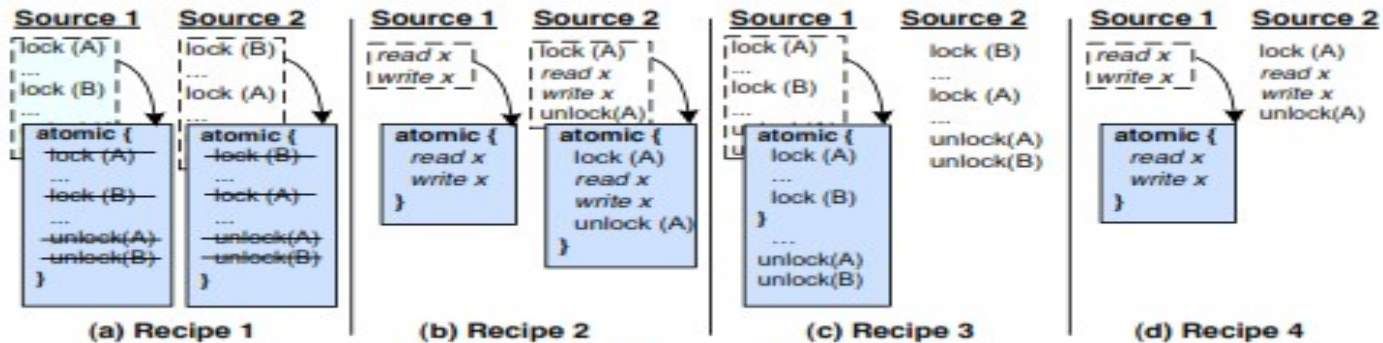 Source 1
Source 2
lock (A)
...
lock (B)
...
atomic {
lock (A)
...
lock (B)
...
unlock(A)
unlock(B)
}
lock (B)
...
lock (A)
...
atomic {
lock (B)
...
lock (A)
...
unlock(A)
unlock(B)
}
(a) Recipe 1
Source 1
Source 2
read x
write x
atomic {
read x
write x
}
lock (A)
read x
write x
unlock(A)
atomic {
lock (A)
read x
write x
unlock (A)
}
(b) Recipe 2
Source 1
Source 2
lock (A)
...
lock (B)
...
atomic {
lock (A)
...
lock (B)
}
...
unlock(A)
unlock(B)
lock (B)
...
lock (A)
...
unlock(A)
unlock(B)
(c) Recipe 3
Source 1
Source 2
read x
write x
atomic {
read x
write x
}
lock (A)
read x
write x
unlock(A)
(d) Recipe 4